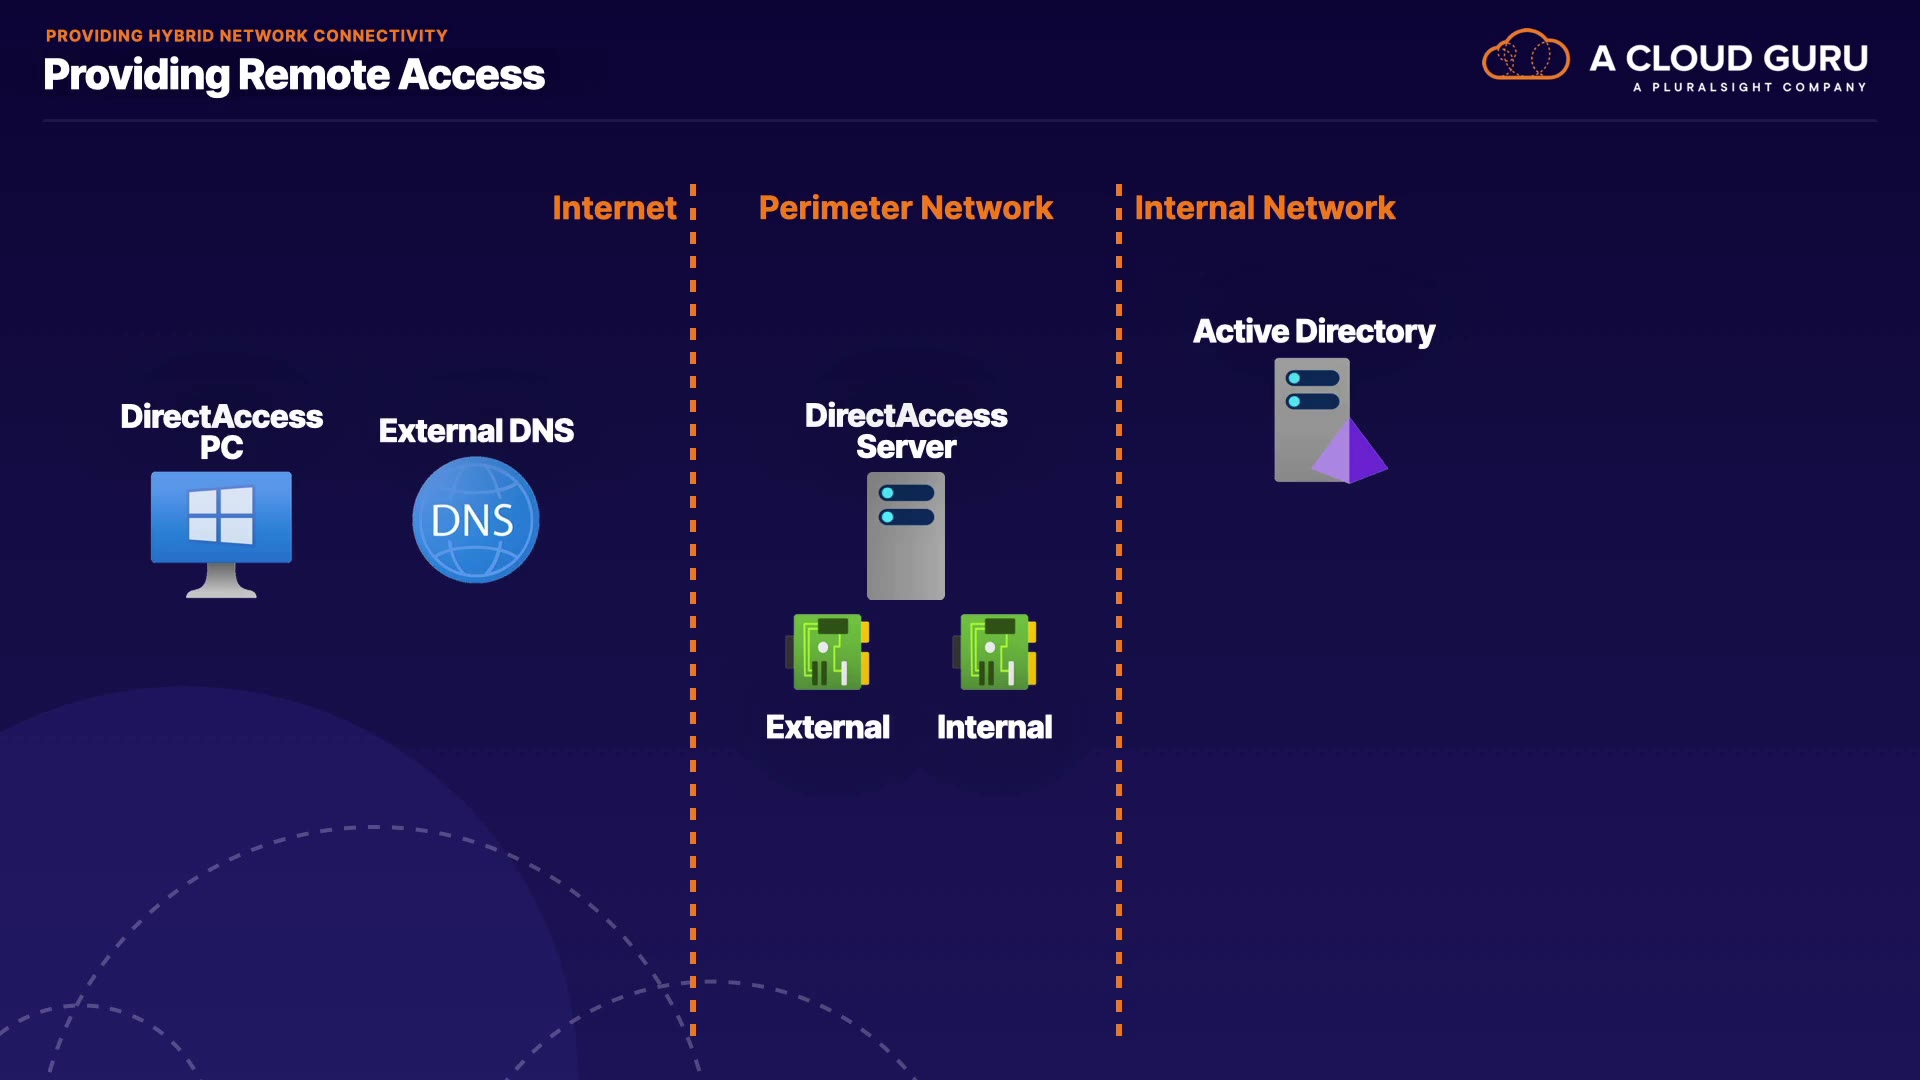 PROVIDING HYBRID NETWORK CONNECTIVITY
Providing Remote Access
A CLOUD GURU
A PLURALSIGHT COMPANY
Internet
Perimeter Network
Internal Network
Active Directory
DirectAccess
PC
External DNS
DNS
DirectAccess
Server
External
Internal